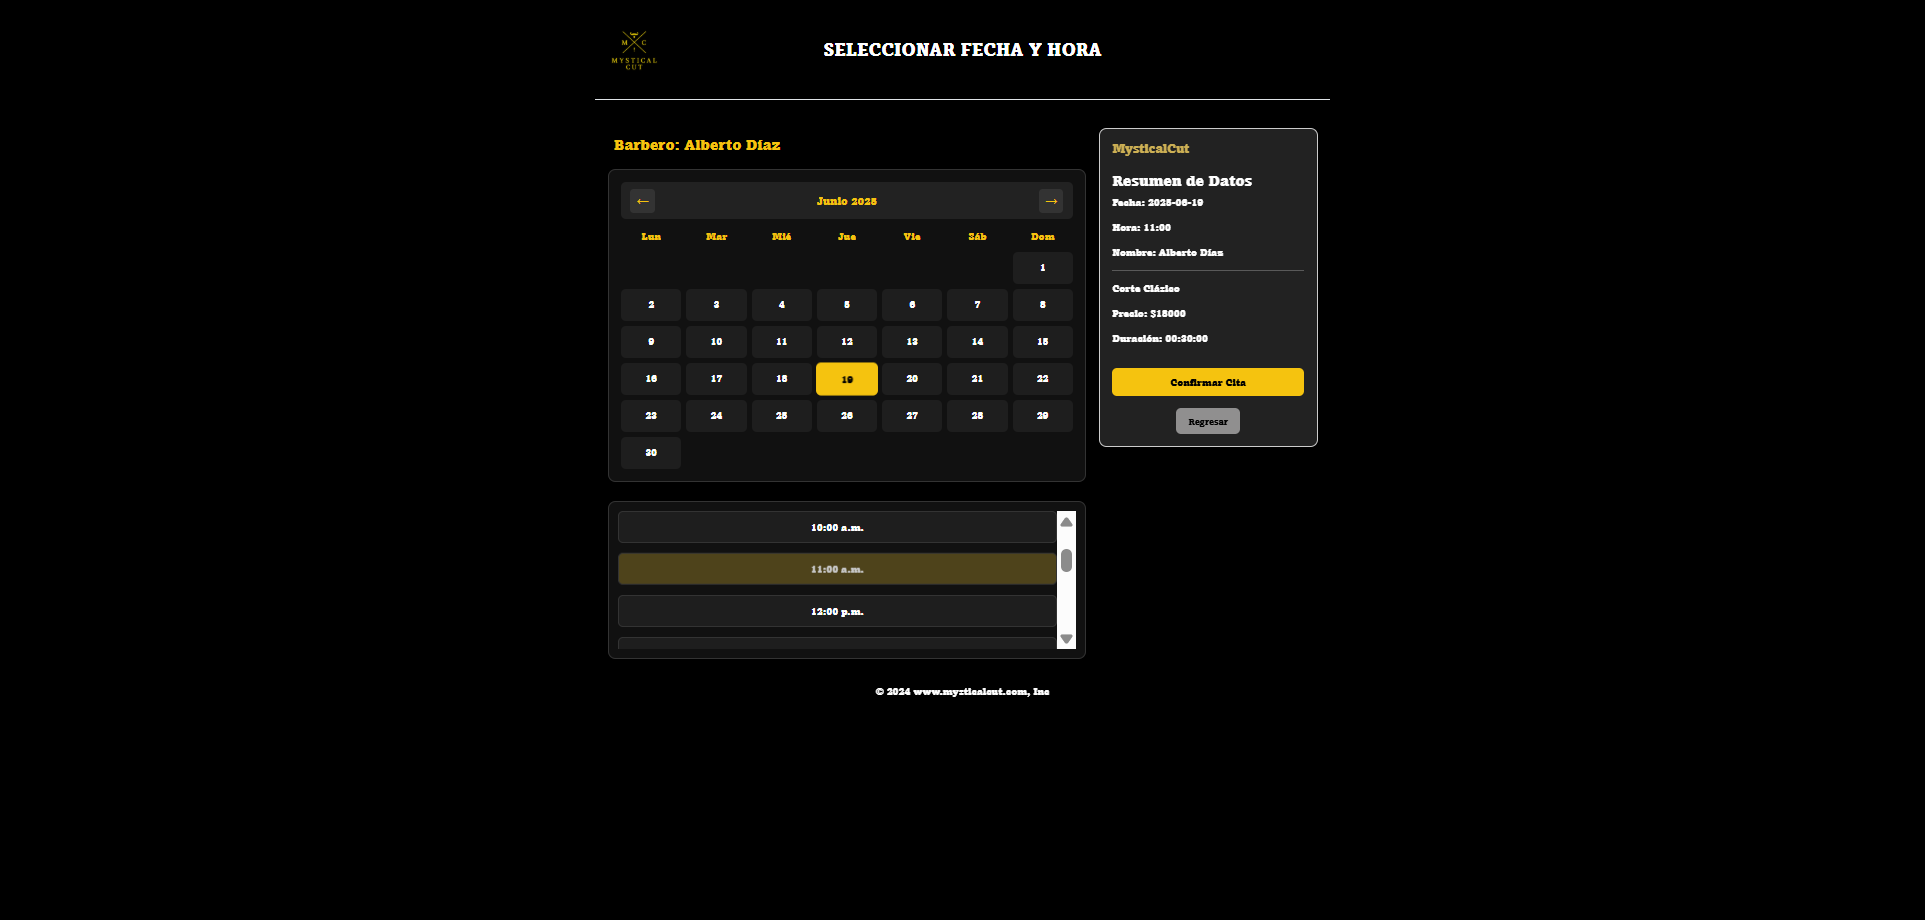 M C
MYSTICAL
CUT
SELECCIONAR FECHA Y HORA
Barbero: Alberto Díaz
← Junio 2025 →
Lun Mar Mié Jue Vie Sáb Dom
1
2 3 4 5 6 7 8
9 10 11 12 13 14 15
16 17 18 19 20 21 22
23 24 25 26 27 28 29
30
10:00 a.m.
11:00 a.m.
12:00 p.m.
MysticalCut
Resumen de Datos
Fecha: 2025-06-19
Hora: 11:00
Nombre: Alberto Díaz
Corte Clázico
Precio: $18000
Duración: 00:30:00
Confirmar Cita
Regresar
© 2024 www.myzticalcut.com, Inc